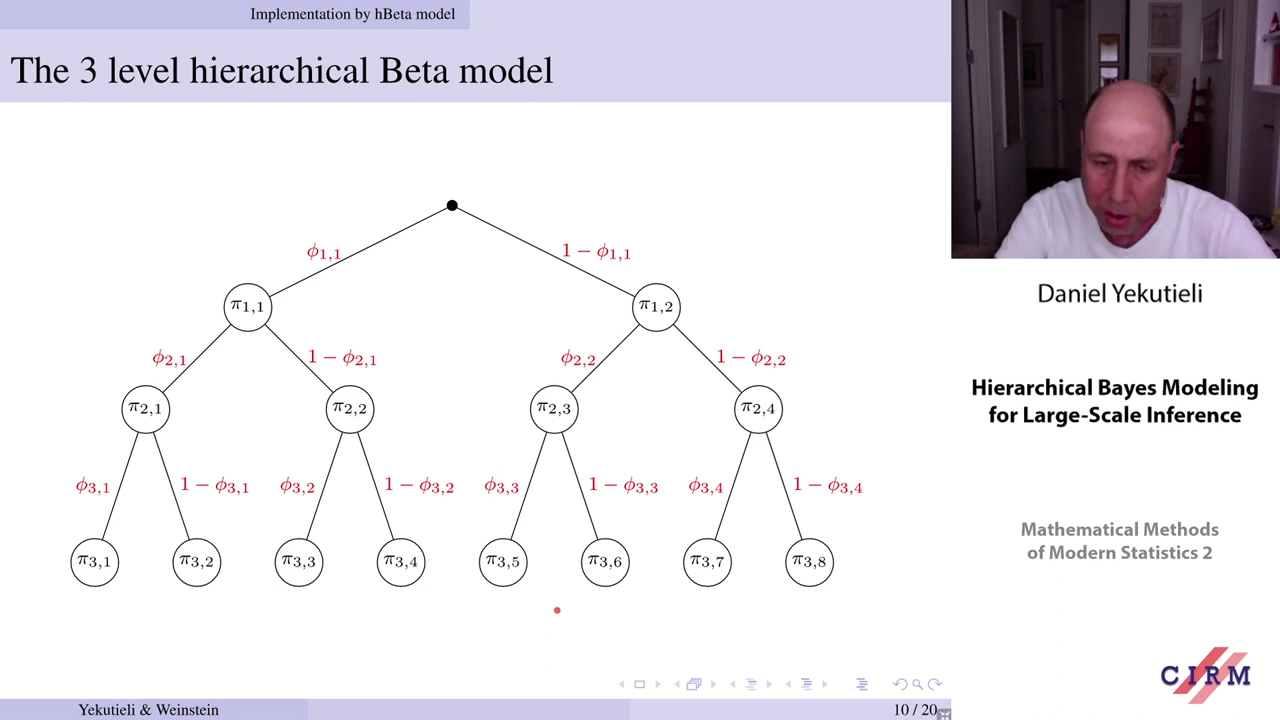 Implementation by hBeta model
The 3 level hierarchical Beta model
ϕ1,1 1 − ϕ1,1
π1,1 π1,2
ϕ2,1 1 − ϕ2,1 ϕ2,2 1 − ϕ2,2
π2,1 π2,2 π2,3 π2,4
ϕ3,1 1 − ϕ3,1 ϕ3,2 1 − ϕ3,2 ϕ3,3 1 − ϕ3,3 ϕ3,4 1 − ϕ3,4
π3,1 π3,2 π3,3 π3,4 π3,5 π3,6 π3,7 π3,8
Yekutieli & Weinstein 10 / 20
Daniel Yekutieli
Hierarchical Bayes Modeling
for Large-Scale Inference
Mathematical Methods
of Modern Statistics 2
CIRM